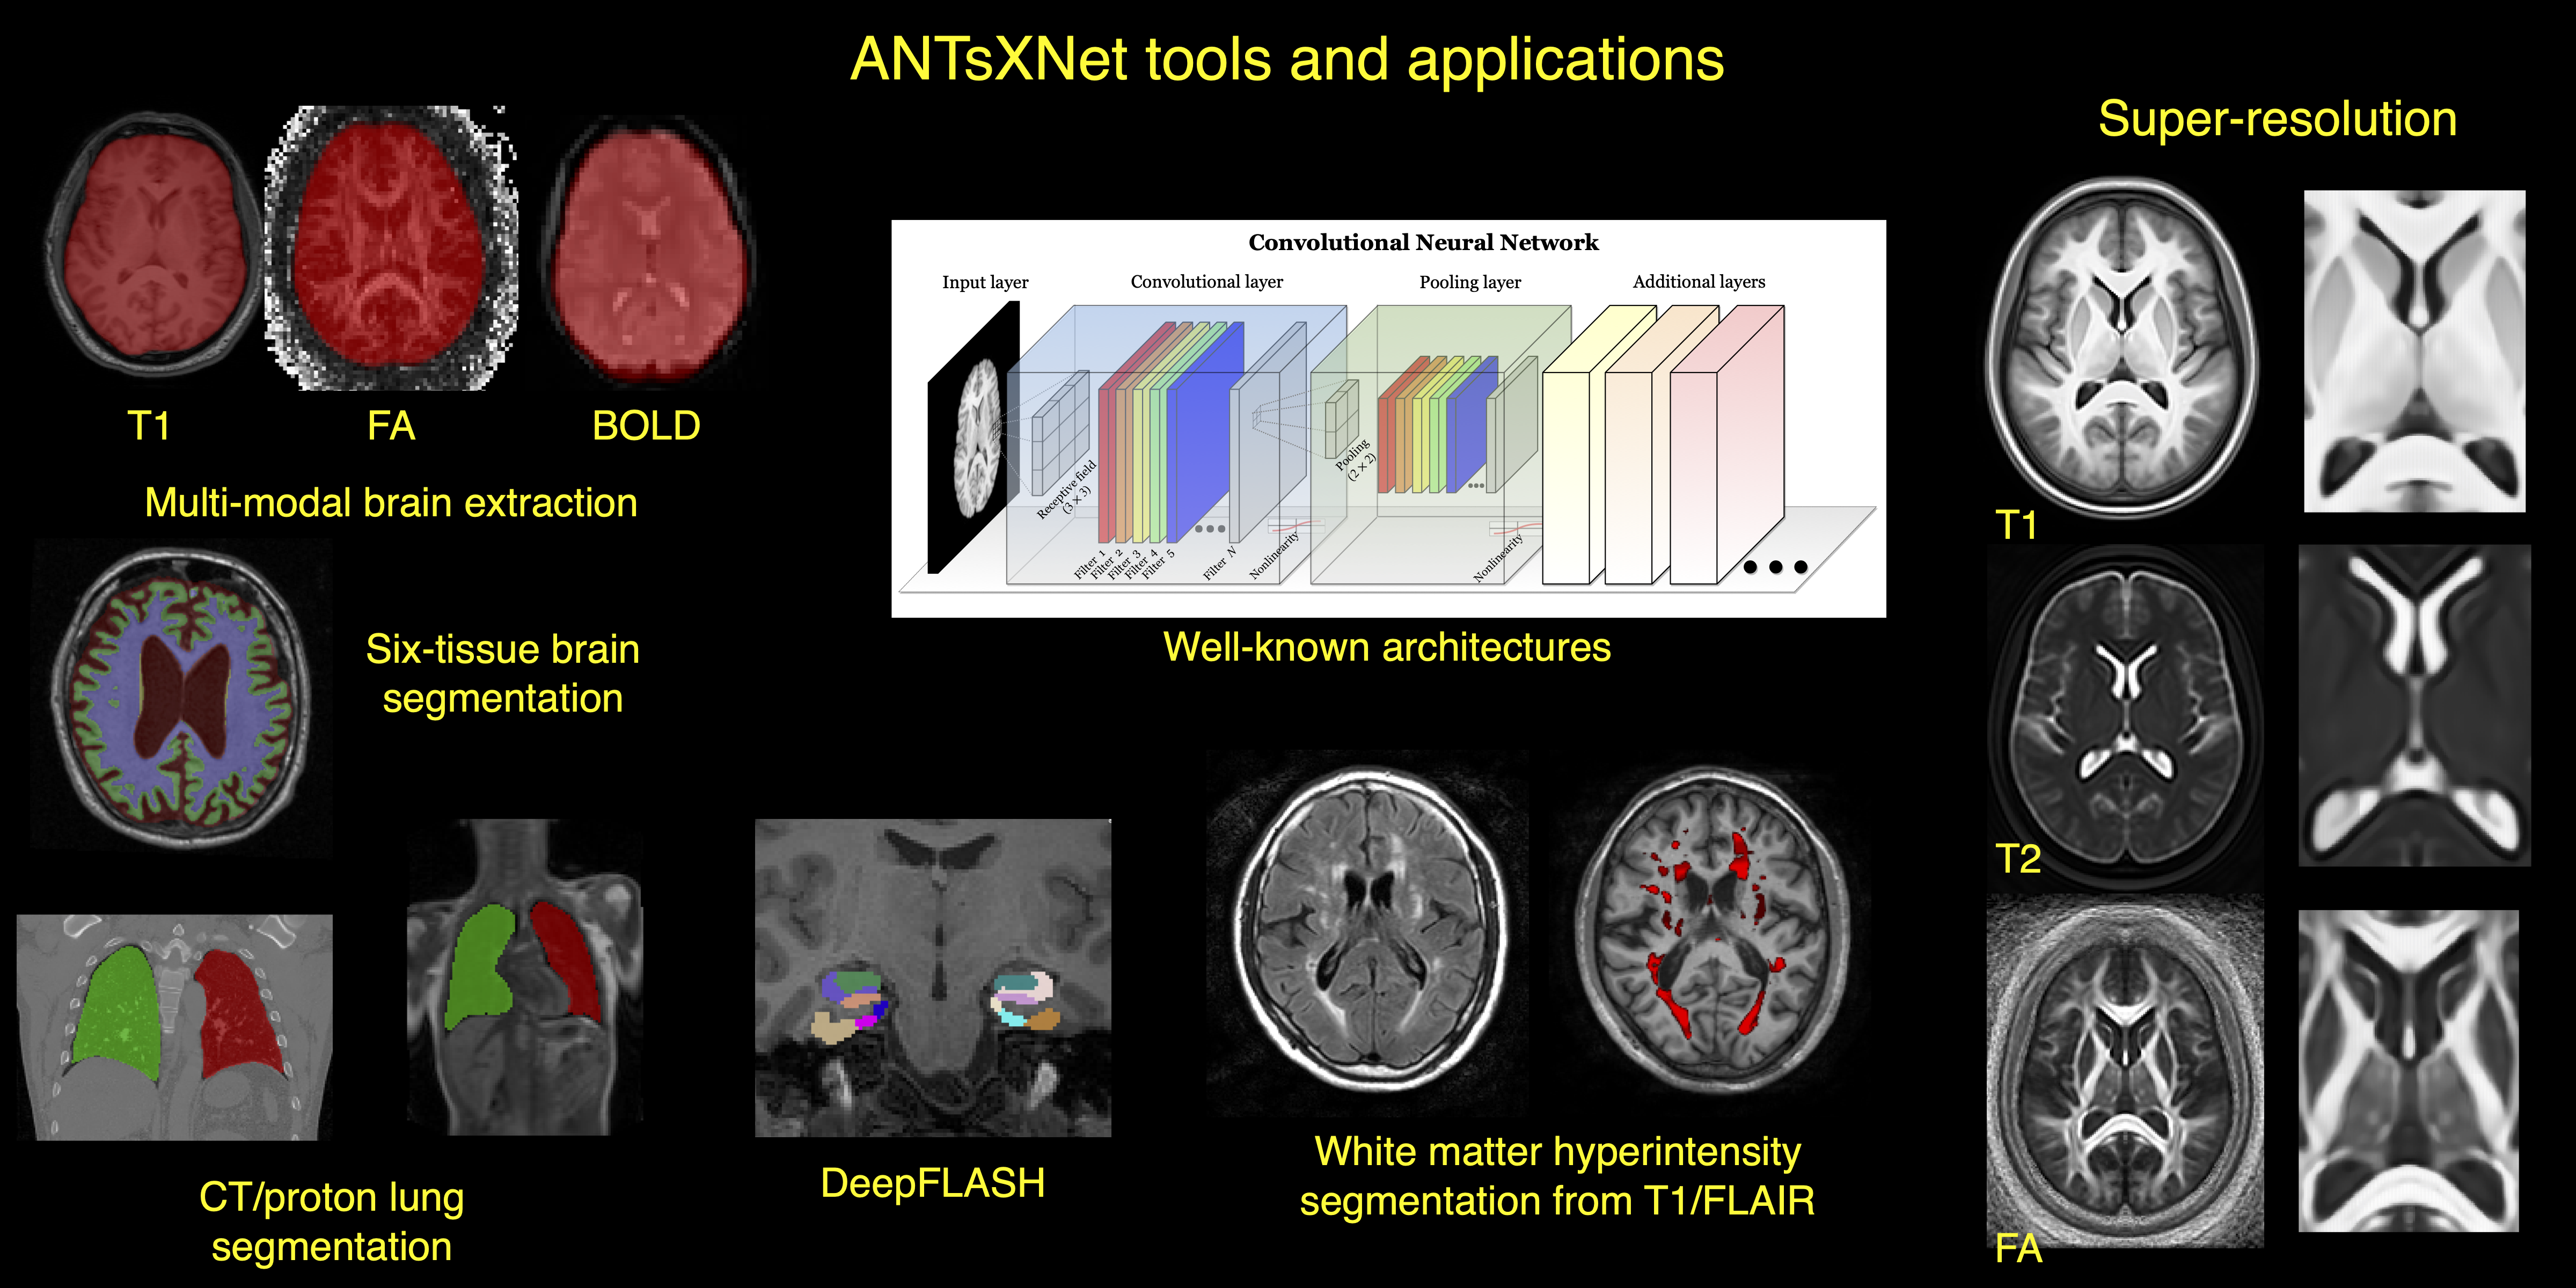 ANTsXNet tools and applications
T1
FA
BOLD
Multi-modal brain extraction
Six-tissue brain
segmentation
CT/proton lung
segmentation
DeepFLASH
Convolutional Neural Network
Input layer
Convolutional layer
Pooling layer
Additional layers
Receptive field
(3 × 3)
Filter 1
Filter 2
Filter 3
Filter 4
Filter 5
Filter N
Nonlinearity
Pooling
(2 × 2)
Nonlinearity
Well-known architectures
White matter hyperintensity
segmentation from T1/FLAIR
Super-resolution
T1
T2
FA